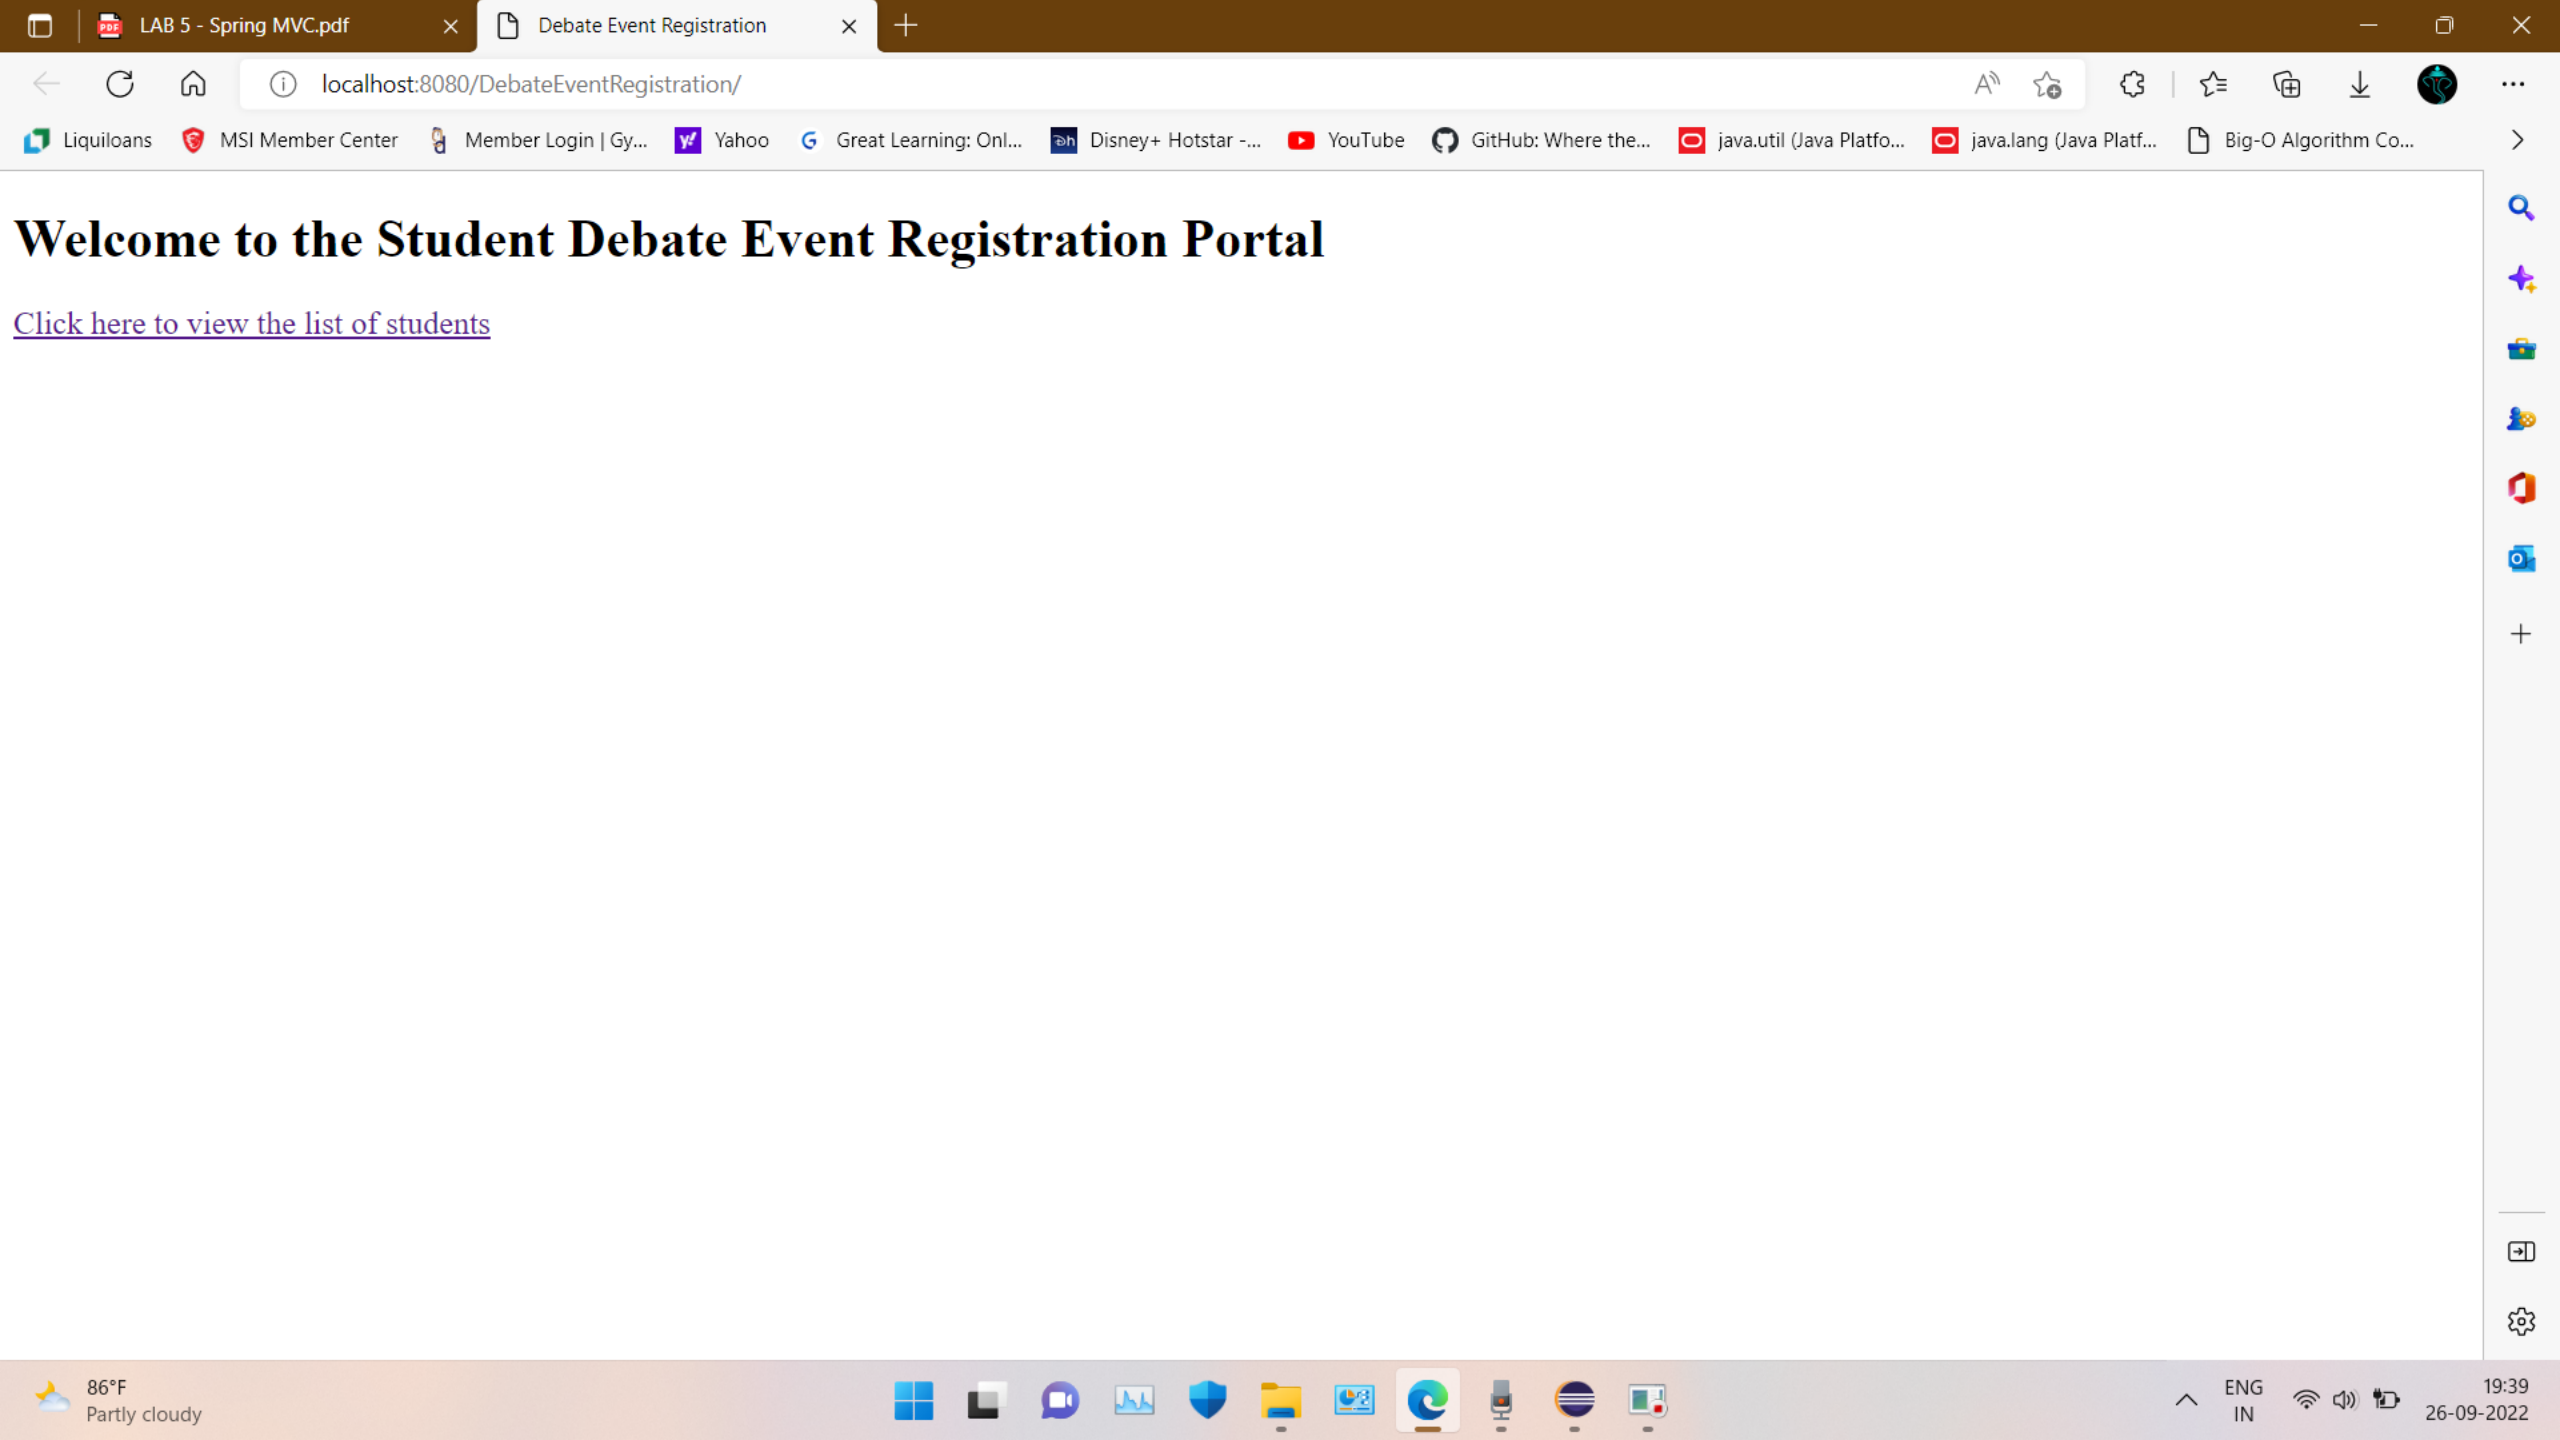 LAB 5 - Spring MVC.pdf
Debate Event Registration
localhost:8080/DebateEventRegistration/
Liquiloans
MSI Member Center
Member Login | Gy...
Yahoo
Great Learning: Onl...
Disney+ Hotstar -...
YouTube
GitHub: Where the...
java.util (Java Platfo...
java.lang (Java Platf...
Big-O Algorithm Co...
Welcome to the Student Debate Event Registration Portal
Click here to view the list of students
86°F
Partly cloudy
ENG
IN
19:39
26-09-2022